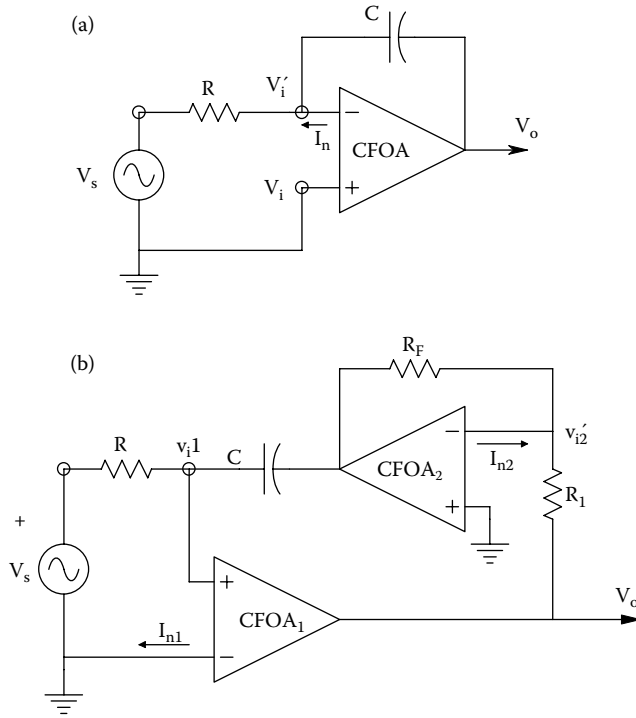 (a)
C
R
V′i
In
−
CFOA
Vo
Vs
Vi
+
(b)
RF
R
vi1
C
−
v′i2
CFOA2
In2
+
R1
+
Vs
+
CFOA1
Vo
In1
−